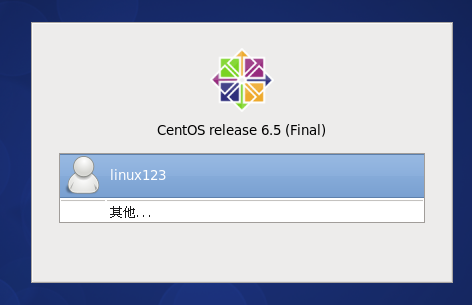 CentOS release 6.5 (Final)
linux123
其他...